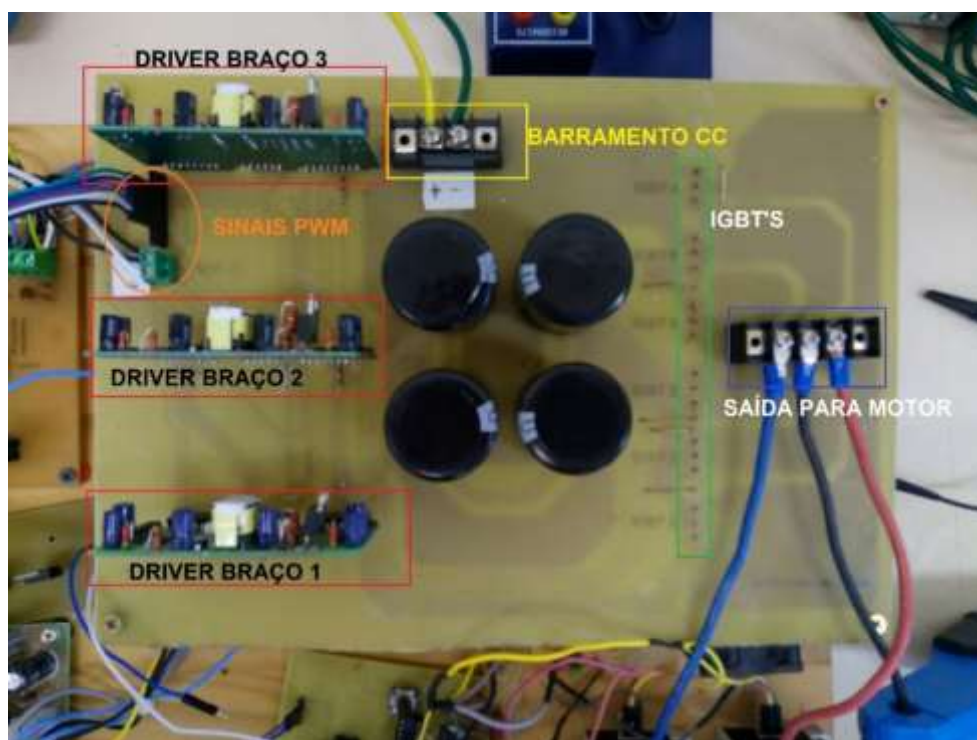 DRIVER BRAÇO 3
BARRAMENTO CC
+ -
IGBT'S
SINAIS PWM
DRIVER BRAÇO 2
SAÍDA PARA MOTOR
DRIVER BRAÇO 1